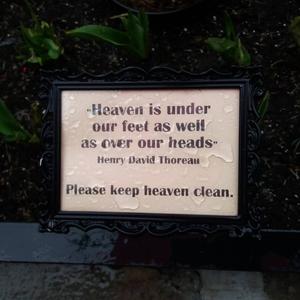 "Heaven is under
our feet as well
as over our heads"
Henry David Thoreau
Please keep heaven clean.